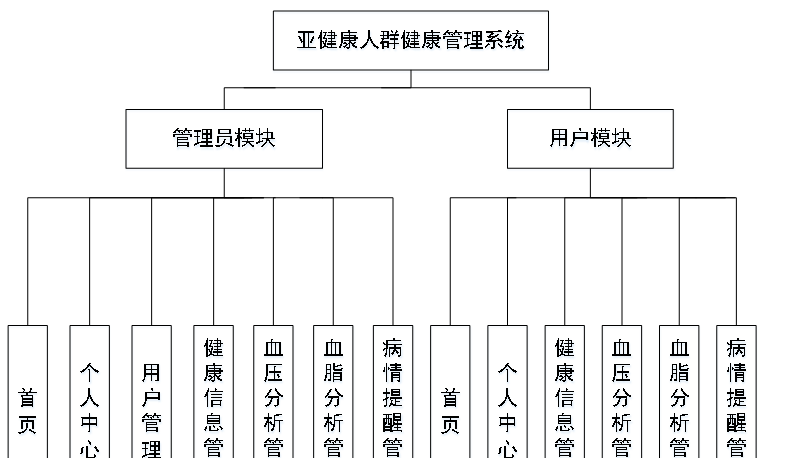 亚健康人群健康管理系统
管理员模块
用户模块
首页
个人中心
用户管理
健康信息管
血压分析管
血脂分析管
病情提醒管
首页
个人中心
健康信息管
血压分析管
血脂分析管
病情提醒管